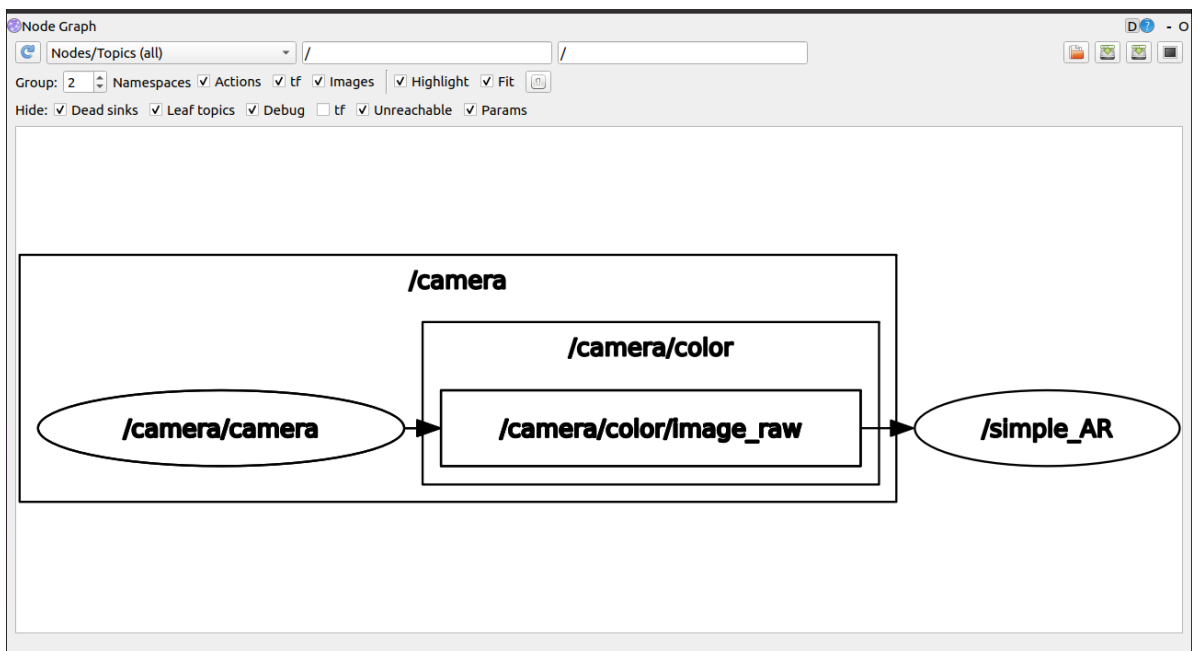 Node Graph D ? - O
Nodes/Topics (all) / /
Group: 2 Namespaces Actions tf Images Highlight Fit
Hide: Dead sinks Leaf topics Debug tf Unreachable Params
/camera
/camera/color
/camera/camera /camera/color/image_raw /simple_AR